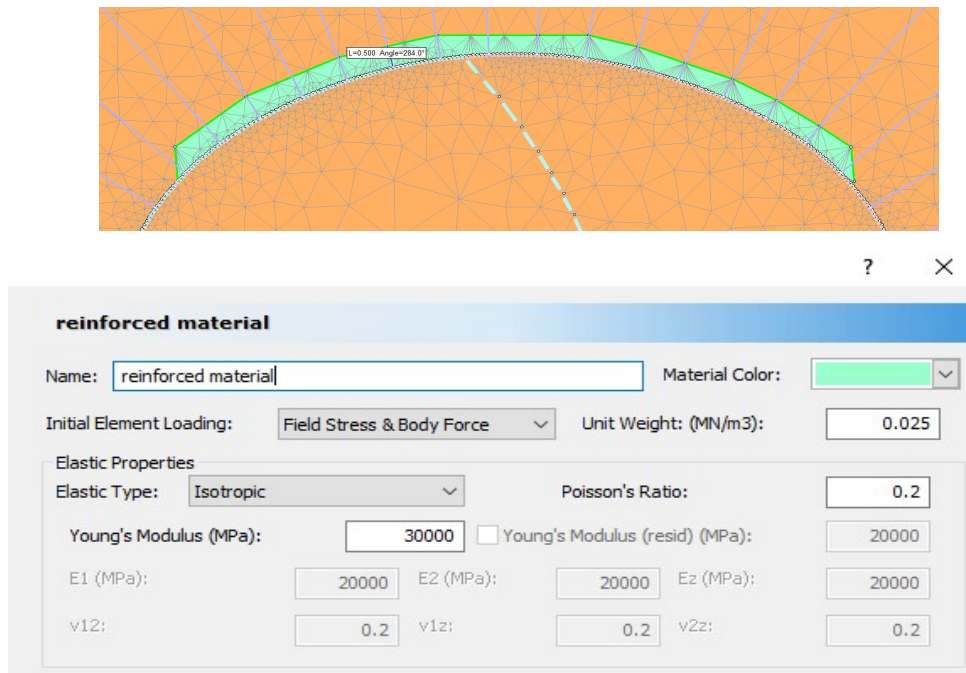 L=0.500 Angle=284.0°
?
reinforced material
Name: reinforced material Material Color:
Initial Element Loading: Field Stress & Body Force Unit Weight: (MN/m3): 0.025
Elastic Properties
Elastic Type: Isotropic Poisson's Ratio: 0.2
Young's Modulus (MPa): 30000 Young's Modulus (resid) (MPa): 20000
E1 (MPa): 20000 E2 (MPa): 20000 Ez (MPa): 20000
v12: 0.2 v1z: 0.2 v2z: 0.2